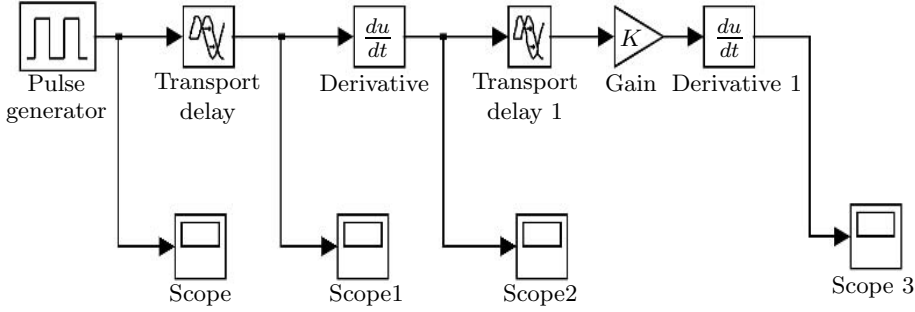 Pulse
generator
Transport
delay
du
dt
Derivative
Transport
delay 1
K
Gain
du
dt
Derivative 1
Scope
Scope1
Scope2
Scope 3